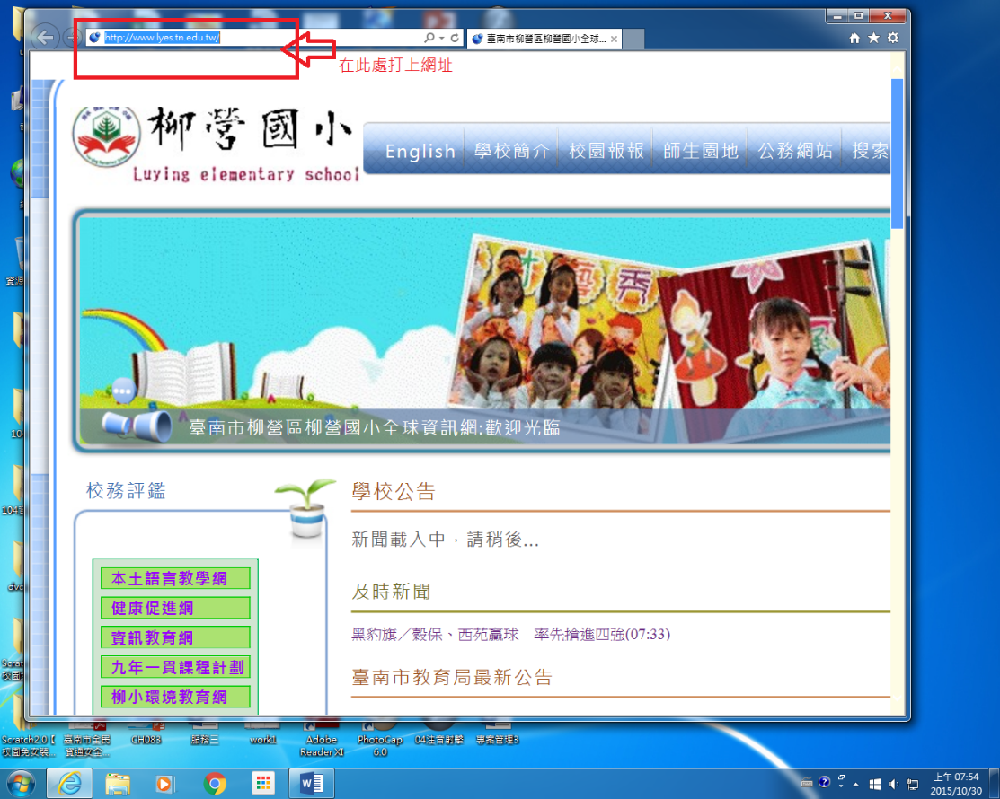 http://www.lyes.tn.edu.tw/
臺南市柳營區柳營國小全球...
在此處打上網址
柳營國小
Luying elementary school
English 學校簡介 校園報報 師生園地 公務網站 搜索
臺南市柳營區柳營國小全球資訊網:歡迎光臨
校務評鑑
學校公告
新聞載入中，請稍後...
本土語言教學網
及時新聞
健康促進網
資訊教育網
黑豹旗／穀保、西苑贏球 率先搶進四強(07:33)
九年一貫課程計劃
臺南市教育局最新公告
柳小環境教育網
Scratch2.0【
校園免安裝...
臺南市全民
資通安全...
CH08B
服務三
work1
Adobe
Reader XI
PhotoCap
6.0
04注音射擊
專案管理3
上午 07:54
2015/10/30